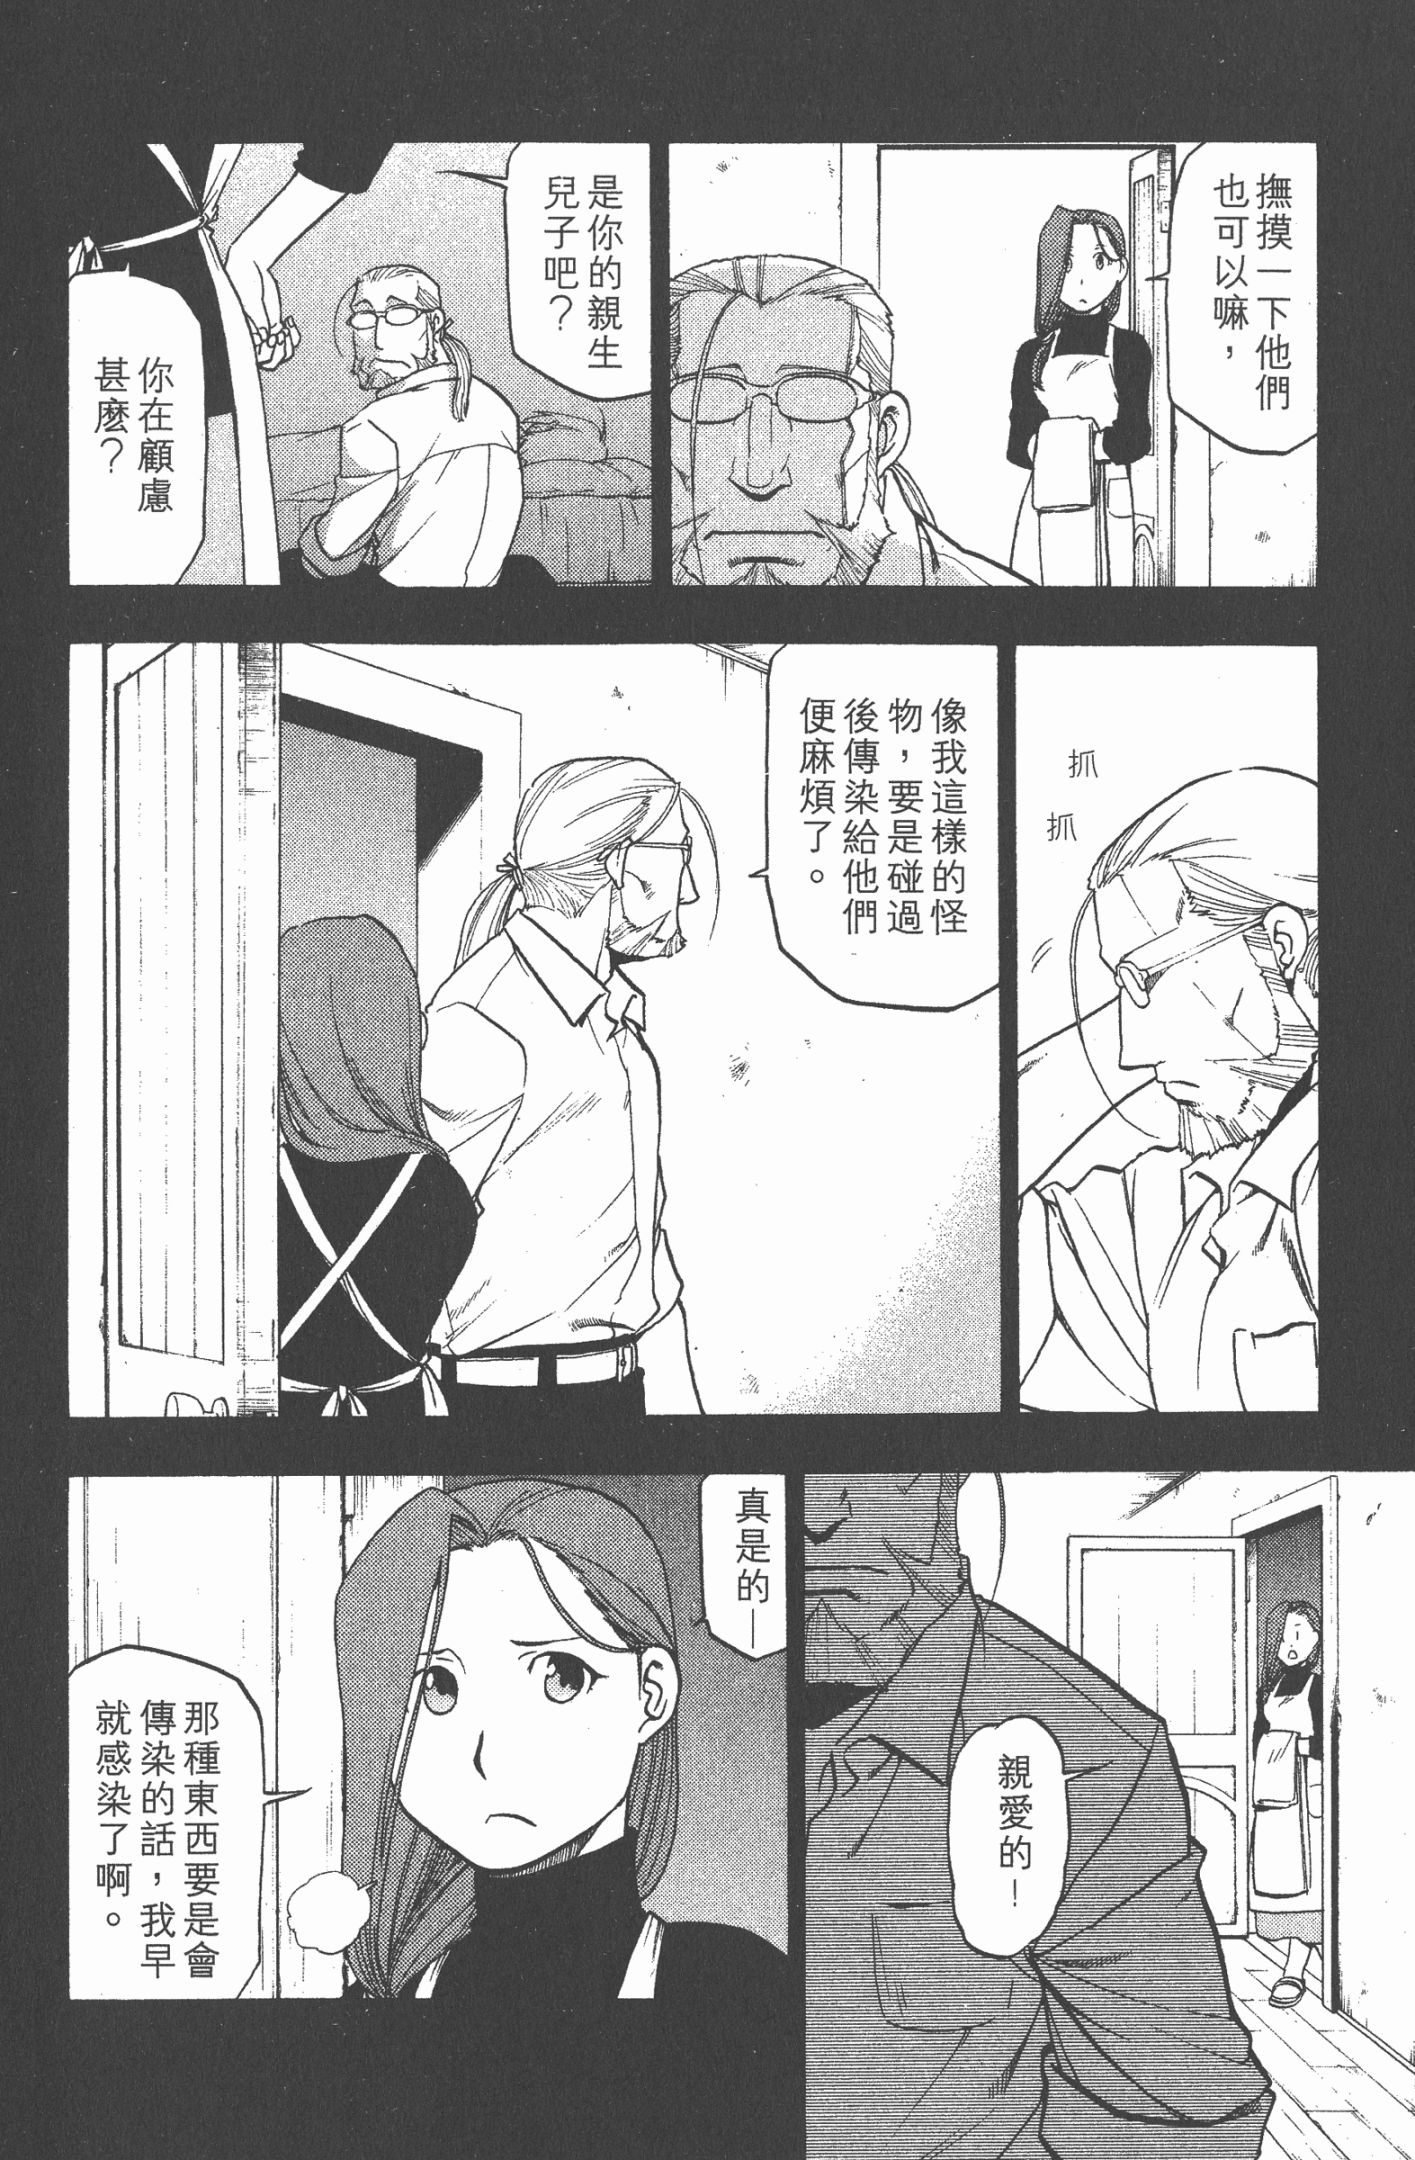 撫摸一下他們
也可以嘛，
是你的親生
兒子吧？
你在顧慮
甚麼？
抓
抓
像我這樣的怪
物，要是碰過
後傳染給他們
便麻煩了。
親愛的！
真是的—
那種東西要是會
傳染的話，我早
就感染了啊。